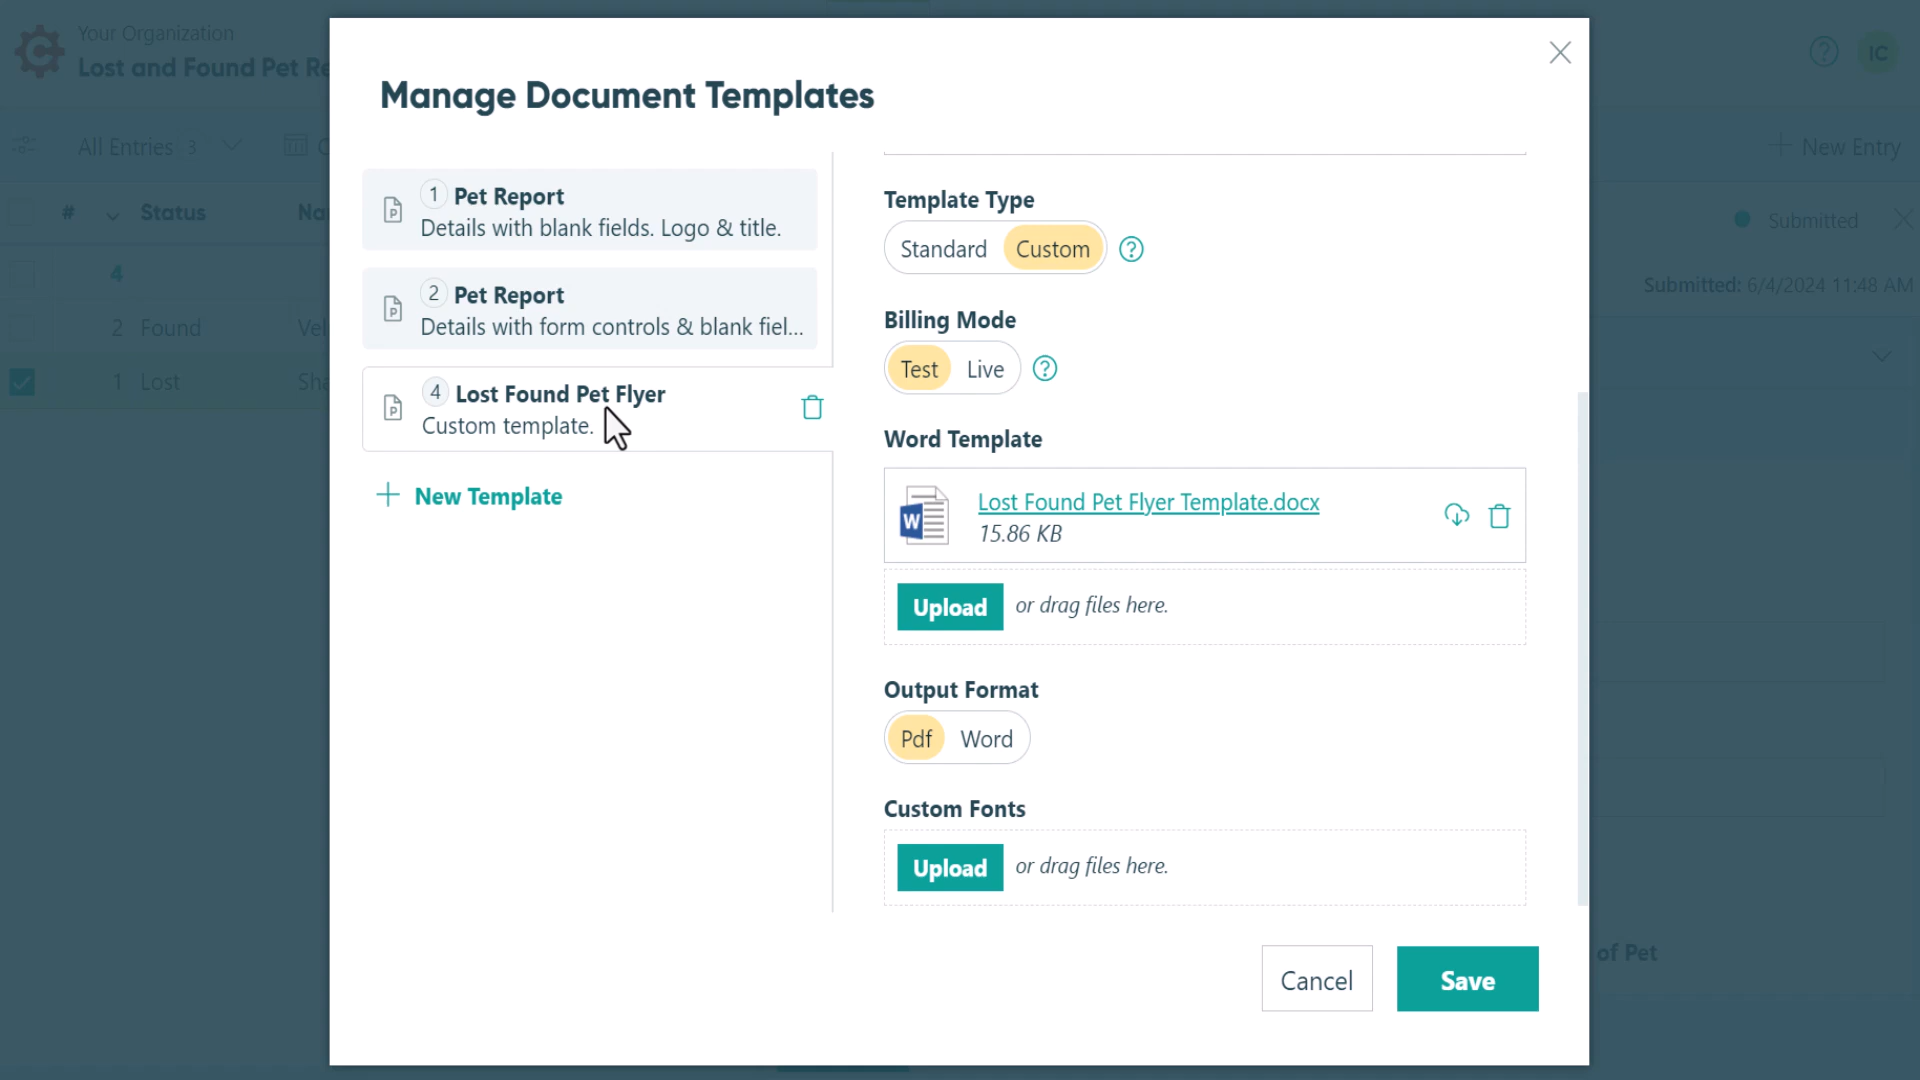 Your Organization
Lost and Found Pet Re
IC
All Entries 3
C
New Entry
# Status Na
4
2 Found Vel
1 Lost Sha
Submitted
Submitted: 6/4/2024 11:48 AM
of Pet
Manage Document Templates
1 Pet Report
Details with blank fields. Logo & title.
2 Pet Report
Details with form controls & blank fiel...
4 Lost Found Pet Flyer
Custom template.
New Template
Template Type
Standard Custom
Billing Mode
Test Live
Word Template
W
Lost Found Pet Flyer Template.docx
15.86 KB
Upload or drag files here.
Output Format
Pdf Word
Custom Fonts
Upload or drag files here.
Cancel Save